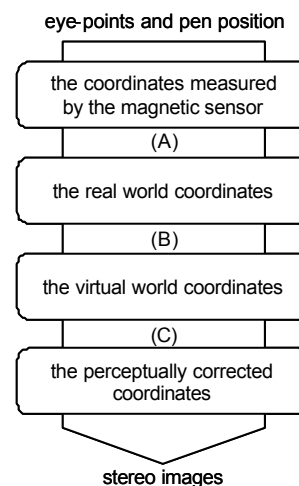 eye-points and pen position
the coordinates measured
by the magnetic sensor
(A)
the real world coordinates
(B)
the virtual world coordinates
(C)
the perceptually corrected
coordinates
stereo images